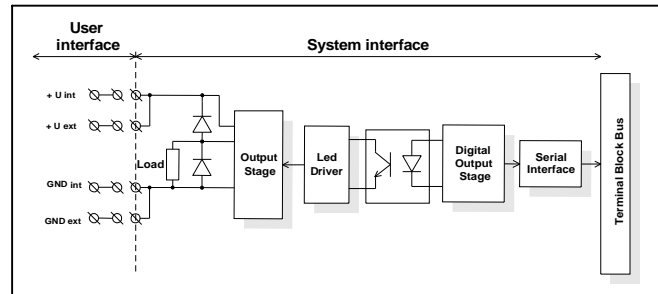 User
interface
System interface
+ U int
+ U ext
Load
GND int
GND ext
Output
Stage
Led
Driver
Digital
Output
Stage
Serial
Interface
Terminal Block Bus